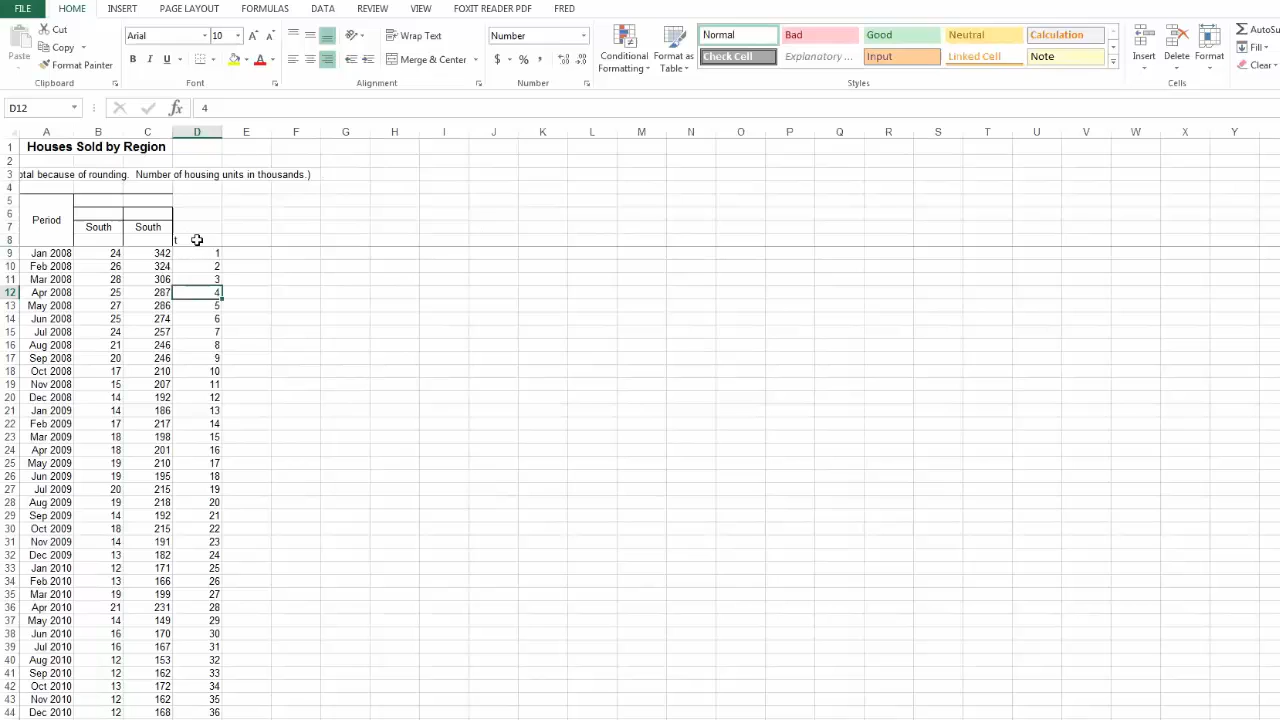 FILE HOME INSERT PAGE LAYOUT FORMULAS DATA REVIEW VIEW FOXIT READER PDF FRED
Paste Cut Copy Format Painter Clipboard
Arial 10 B I U Font
Wrap Text Merge & Center Alignment
Number $ % Number
Conditional Formatting Format as Table
Normal Bad Good Neutral Calculation
Check Cell Explanatory ... Input Linked Cell Note
Styles
Insert Delete Format Cells
AutoSu
Fill
Clear
D12 fx 4
A B C D E F G H I J K L M N O P Q R S T U V W X Y
1 Houses Sold by Region
2
3 otal because of rounding. Number of housing units in thousands.)
4
5
6
Period
7 South South
8 t
9 Jan 2008 24 342 1
10 Feb 2008 26 324 2
11 Mar 2008 28 306 3
12 Apr 2008 25 287 4
13 May 2008 27 286 5
14 Jun 2008 25 274 6
15 Jul 2008 24 257 7
16 Aug 2008 21 246 8
17 Sep 2008 20 246 9
18 Oct 2008 17 210 10
19 Nov 2008 15 207 11
20 Dec 2008 14 192 12
21 Jan 2009 14 186 13
22 Feb 2009 17 217 14
23 Mar 2009 18 198 15
24 Apr 2009 18 201 16
25 May 2009 19 210 17
26 Jun 2009 19 195 18
27 Jul 2009 20 215 19
28 Aug 2009 19 218 20
29 Sep 2009 14 192 21
30 Oct 2009 18 215 22
31 Nov 2009 14 191 23
32 Dec 2009 13 182 24
33 Jan 2010 12 171 25
34 Feb 2010 13 166 26
35 Mar 2010 19 199 27
36 Apr 2010 21 231 28
37 May 2010 14 149 29
38 Jun 2010 16 170 30
39 Jul 2010 16 167 31
40 Aug 2010 12 153 32
41 Sep 2010 12 162 33
42 Oct 2010 13 172 34
43 Nov 2010 12 162 35
44 Dec 2010 12 168 36